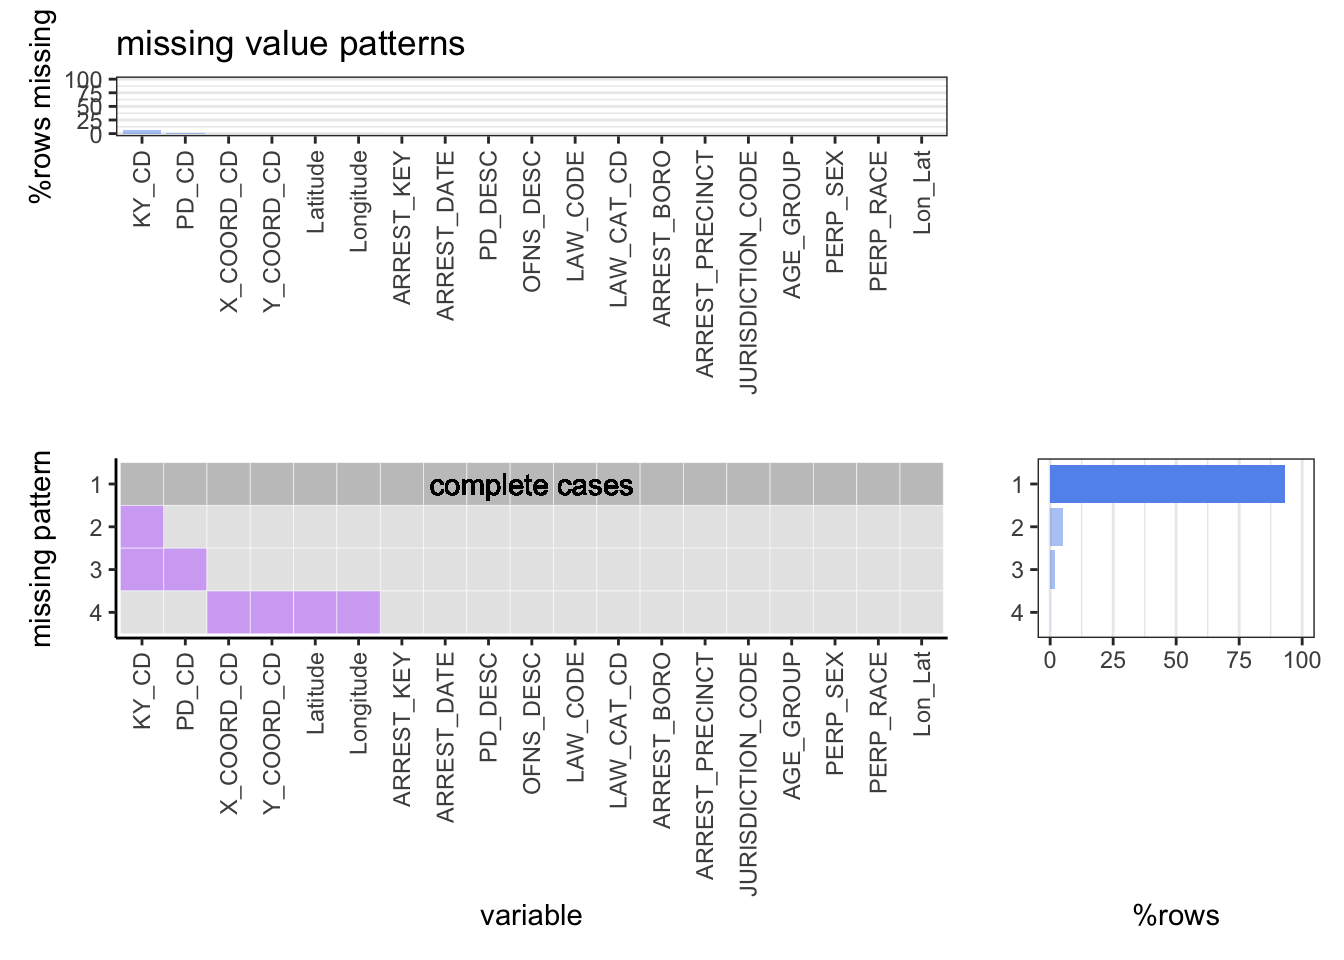 missing value patterns
%rows missing
100
75
50
25
0
KY_CD
PD_CD
X_COORD_CD
Y_COORD_CD
Latitude
Longitude
ARREST_KEY
ARREST_DATE
PD_DESC
OFNS_DESC
LAW_CODE
LAW_CAT_CD
ARREST_BORO
ARREST_PRECINCT
JURISDICTION_CODE
AGE_GROUP
PERP_SEX
PERP_RACE
Lon_Lat
missing pattern
1
2
3
4
complete cases
KY_CD
PD_CD
X_COORD_CD
Y_COORD_CD
Latitude
Longitude
ARREST_KEY
ARREST_DATE
PD_DESC
OFNS_DESC
LAW_CODE
LAW_CAT_CD
ARREST_BORO
ARREST_PRECINCT
JURISDICTION_CODE
AGE_GROUP
PERP_SEX
PERP_RACE
Lon_Lat
variable
1
2
3
4
0 25 50 75 100
%rows